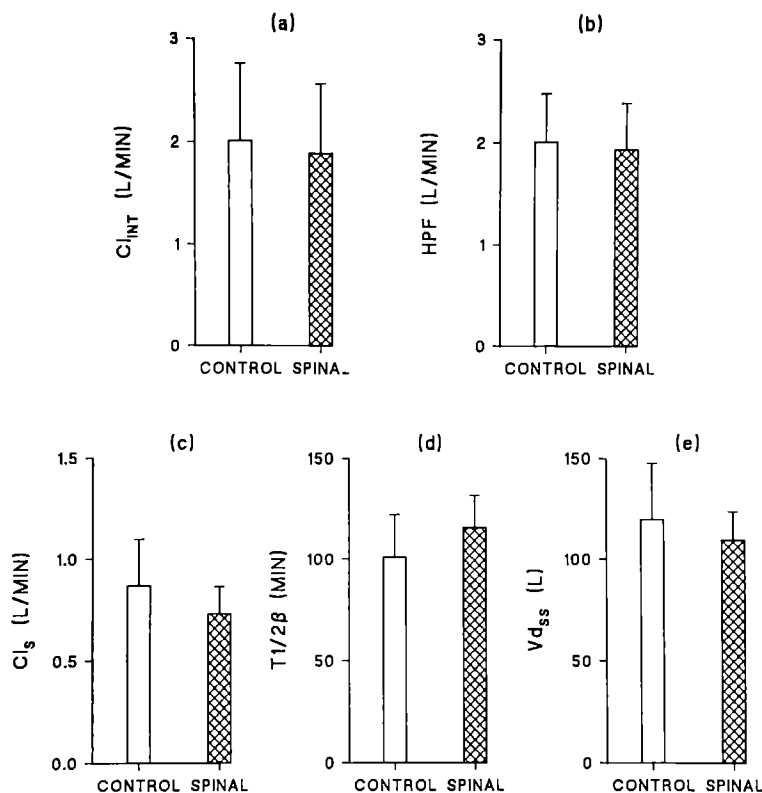 (a)
3
2
1
0
Cl_INT (L/MIN)
CONTROL SPINAL
(b)
3
2
1
0
HPF (L/MIN)
CONTROL SPINAL
(c)
1.5
1.0
0.5
0.0
Cl_S (L/MIN)
CONTROL SPINAL
(d)
150
100
50
0
T1/2β (MIN)
CONTROL SPINAL
(e)
150
100
50
0
Vd_SS (L)
CONTROL SPINAL